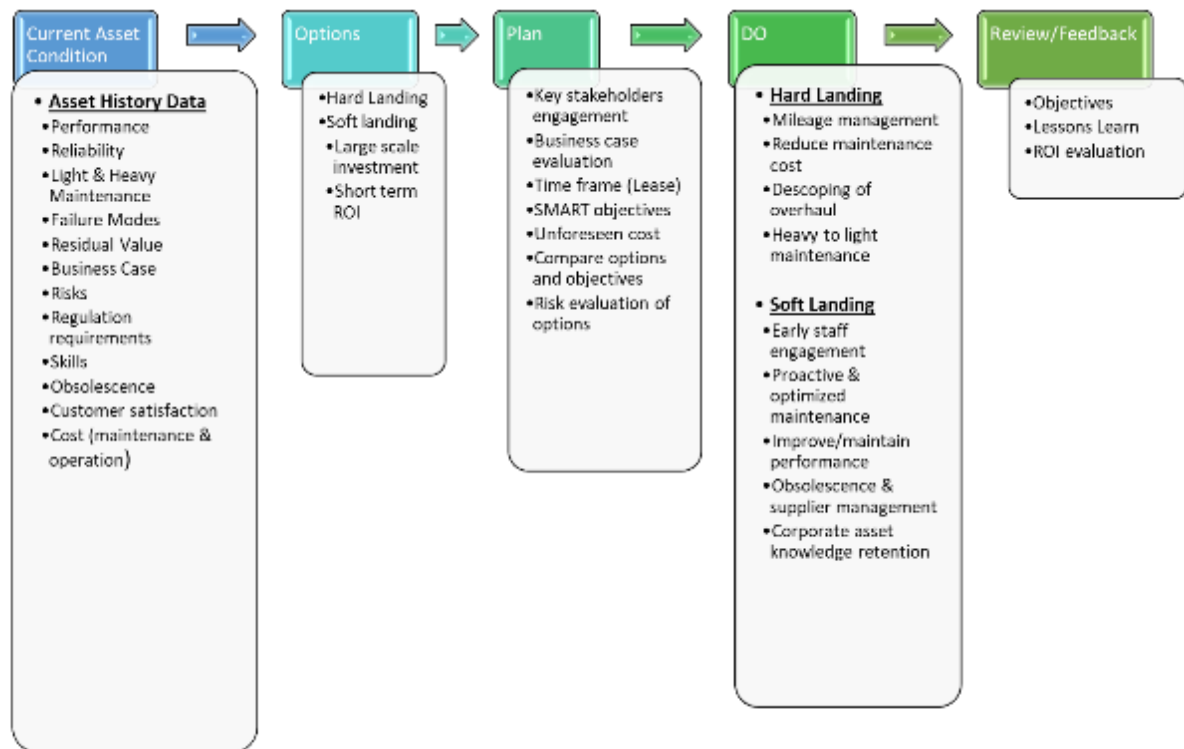 Current Asset
Condition
• Asset History Data
•Performance
•Reliability
•Light & Heavy
Maintenance
•Failure Modes
•Residual Value
•Business Case
•Risks
•Regulation
requirements
•Skills
•Obsolescence
•Customer satisfaction
•Cost (maintenance &
operation)
Options
•Hard Landing
•Soft landing
•Large scale
investment
•Short term
ROI
Plan
•Key stakeholders
engagement
•Business case
evaluation
•Time frame (Lease)
•SMART objectives
•Unforeseen cost
•Compare options
and objectives
•Risk evaluation of
options
DO
• Hard Landing
•Mileage management
•Reduce maintenance
cost
•Descoping of
overhaul
•Heavy to light
maintenance
• Soft Landing
•Early staff
engagement
•Proactive &
optimized
maintenance
•Improve/maintain
performance
•Obsolescence &
supplier management
•Corporate asset
knowledge retention
Review/Feedback
•Objectives
•Lessons Learn
•ROI evaluation